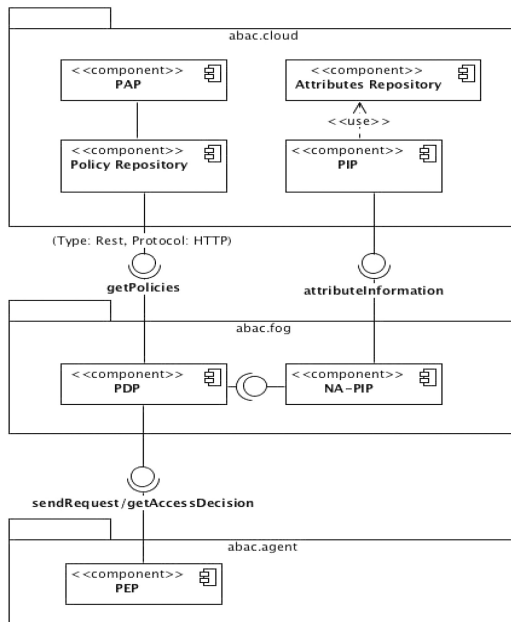 abac.cloud
<<component>>
PAP
<<component>>
Attributes Repository
<<use>>
<<component>>
Policy Repository
<<component>>
PIP
(Type: Rest, Protocol: HTTP)
getPolicies
attributeInformation
abac.fog
<<component>>
PDP
<<component>>
NA-PIP
sendRequest/getAccessDecision
abac.agent
<<component>>
PEP